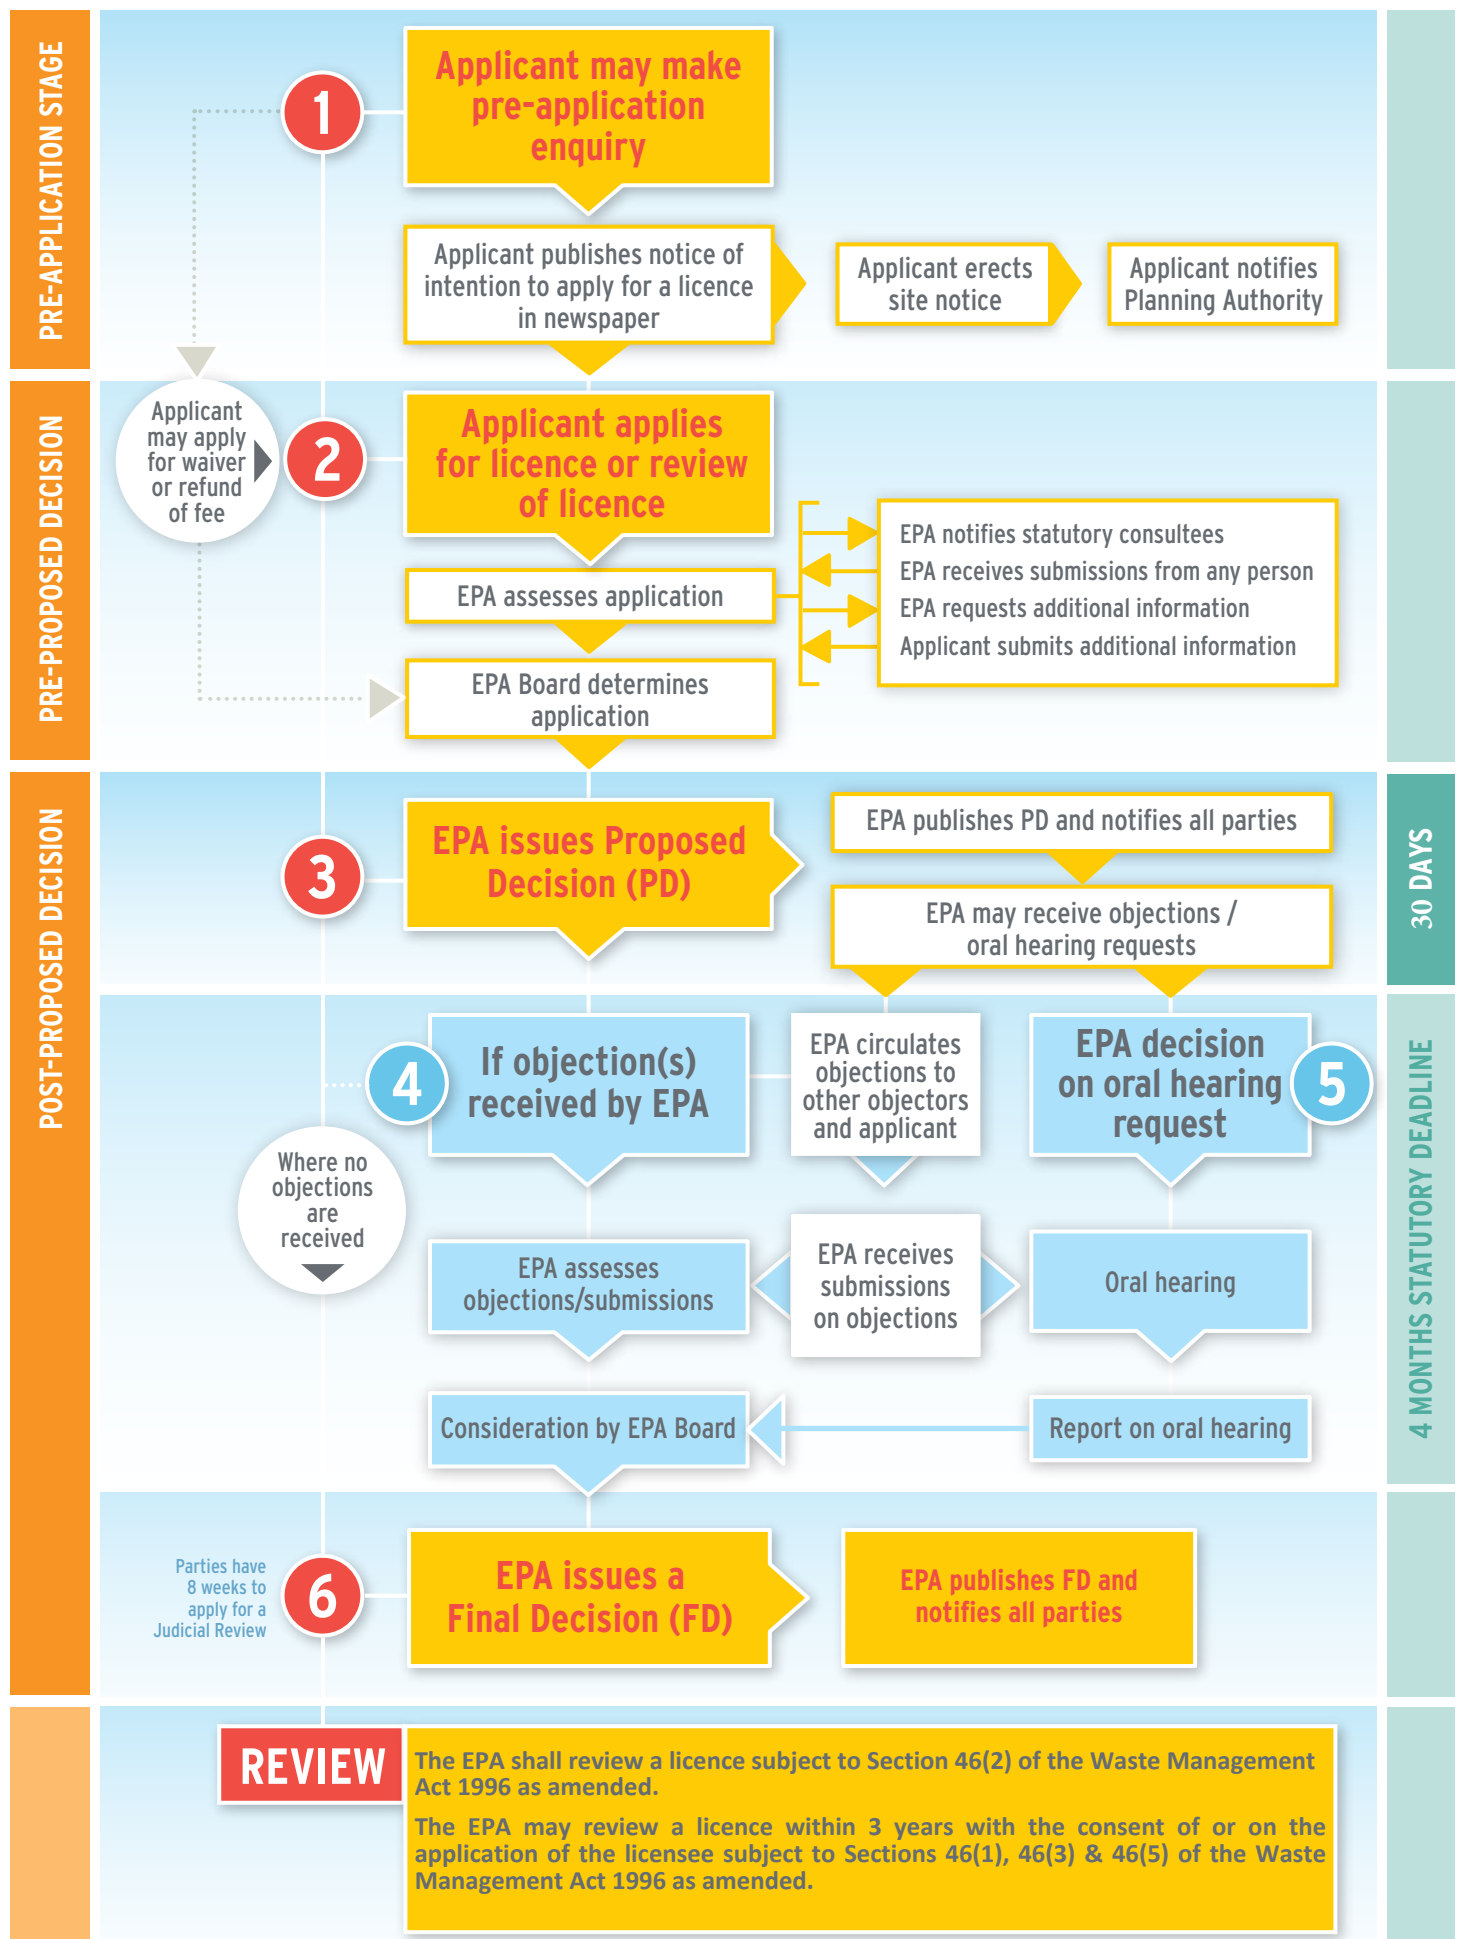 PRE-APPLICATION STAGE
1
Applicant may make
pre-application
enquiry
Applicant publishes notice of
intention to apply for a licence
in newspaper
Applicant erects
site notice
Applicant notifies
Planning Authority
PRE-PROPOSED DECISION
Applicant
may apply
for waiver
or refund
of fee
2
Applicant applies
for licence or review
of licence
EPA assesses application
EPA notifies statutory consultees
EPA receives submissions from any person
EPA requests additional information
Applicant submits additional information
EPA Board determines
application
POST-PROPOSED DECISION
3
EPA issues Proposed
Decision (PD)
EPA publishes PD and notifies all parties
EPA may receive objections /
oral hearing requests
30 DAYS
4
If objection(s)
received by EPA
EPA circulates
objections to
other objectors
and applicant
EPA decision
on oral hearing
request
5
Where no
objections
are
received
EPA assesses
objections/submissions
EPA receives
submissions
on objections
Oral hearing
Consideration by EPA Board
Report on oral hearing
4 MONTHS STATUTORY DEADLINE
Parties have
8 weeks to
apply for a
Judicial Review
6
EPA issues a
Final Decision (FD)
EPA publishes FD and
notifies all parties
REVIEW
The EPA shall review a licence subject to Section 46(2) of the Waste Management
Act 1996 as amended.
The EPA may review a licence within 3 years with the consent of or on the
application of the licensee subject to Sections 46(1), 46(3) & 46(5) of the Waste
Management Act 1996 as amended.